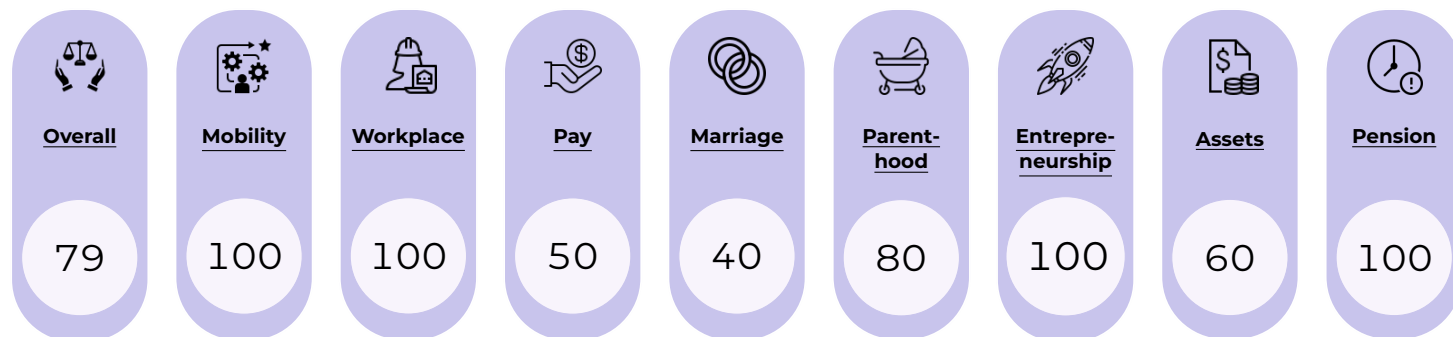 Overall
79
Mobility
100
Workplace
100
Pay
50
Marriage
40
Parent-
hood
80
Entrepre-
neurship
100
Assets
60
Pension
100